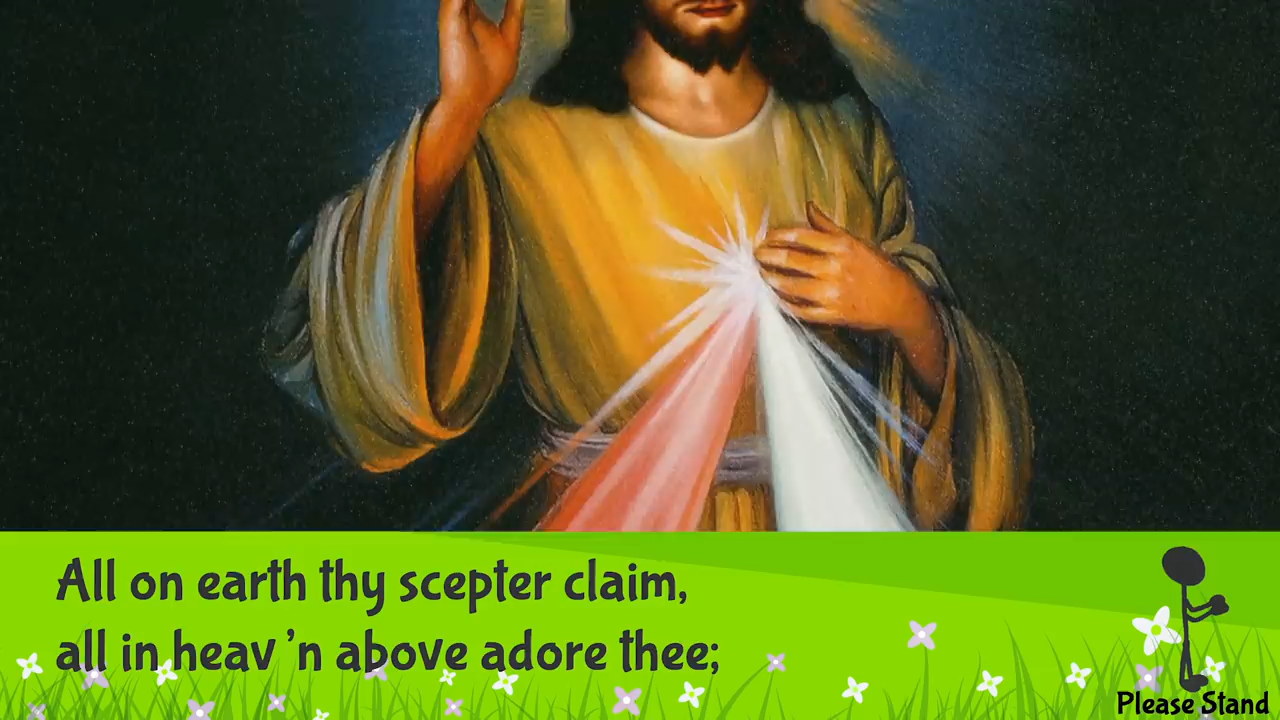 All on earth thy scepter claim,
all in heav'n above adore thee;
Please Stand